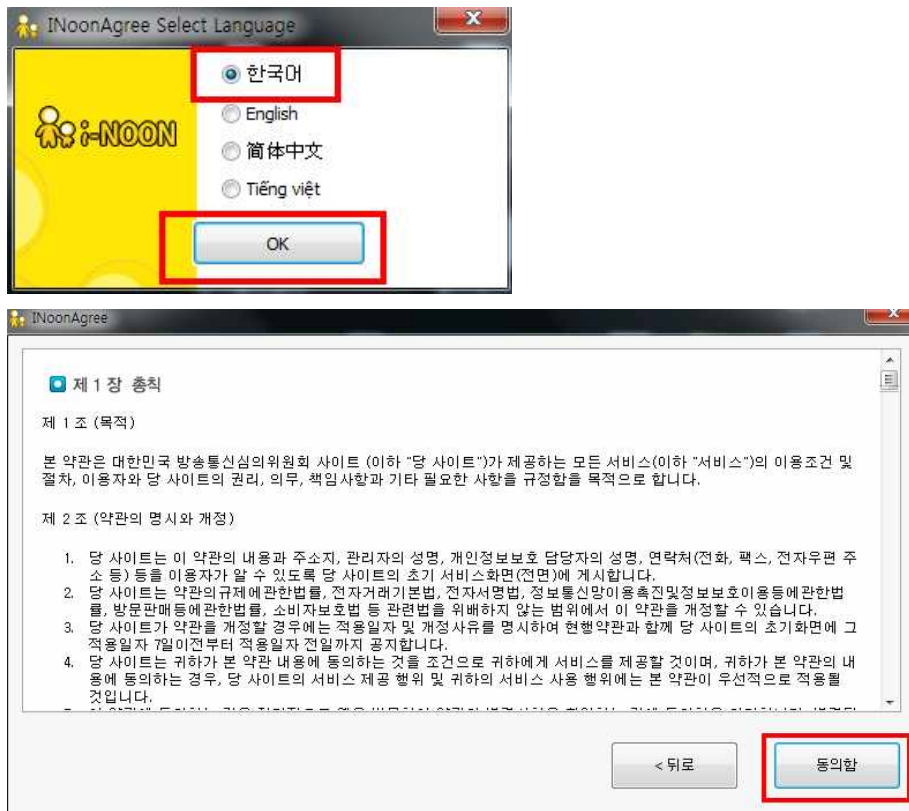 INoonAgree Select Language
한국어
English
i-NOON
简体中文
Tiếng việt
OK
INoonAgree
제 1 장 총칙
제 1 조 (목적)
본 약관은 대한민국 방송통신심의위원회 사이트 (이하 "당 사이트")가 제공하는 모든 서비스(이하 "서비스")의 이용조건 및
절차, 이용자와 당 사이트의 권리, 의무, 책임사항과 기타 필요한 사항을 규정함을 목적으로 합니다.
제 2 조 (약관의 명시와 개정)
1. 당 사이트는 이 약관의 내용과 주소지, 관리자의 성명, 개인정보보호 담당자의 성명, 연락처(전화, 팩스, 전자우편 주
소 등) 등을 이용자가 알 수 있도록 당 사이트의 초기 서비스화면(전면)에 게시합니다.
2. 당 사이트는 약관의규제에관한법률, 전자거래기본법, 전자서명법, 정보통신망이용촉진및정보보호이용등에관한법
률, 방문판매등에관한법률, 소비자보호법 등 관련법을 위배하지 않는 범위에서 이 약관을 개정할 수 있습니다.
3. 당 사이트가 약관을 개정할 경우에는 적용일자 및 개정사유를 명시하여 현행약관과 함께 당 사이트의 초기화면에 그
적용일자 7일이전부터 적용일자 전일까지 공지합니다.
4. 당 사이트는 귀하가 본 약관 내용에 동의하는 것을 조건으로 귀하에게 서비스를 제공할 것이며, 귀하가 본 약관의 내
용에 동의하는 경우, 당 사이트의 서비스 제공 행위 및 귀하의 서비스 사용 행위에는 본 약관이 우선적으로 적용될
것입니다.
< 뒤로
동의함